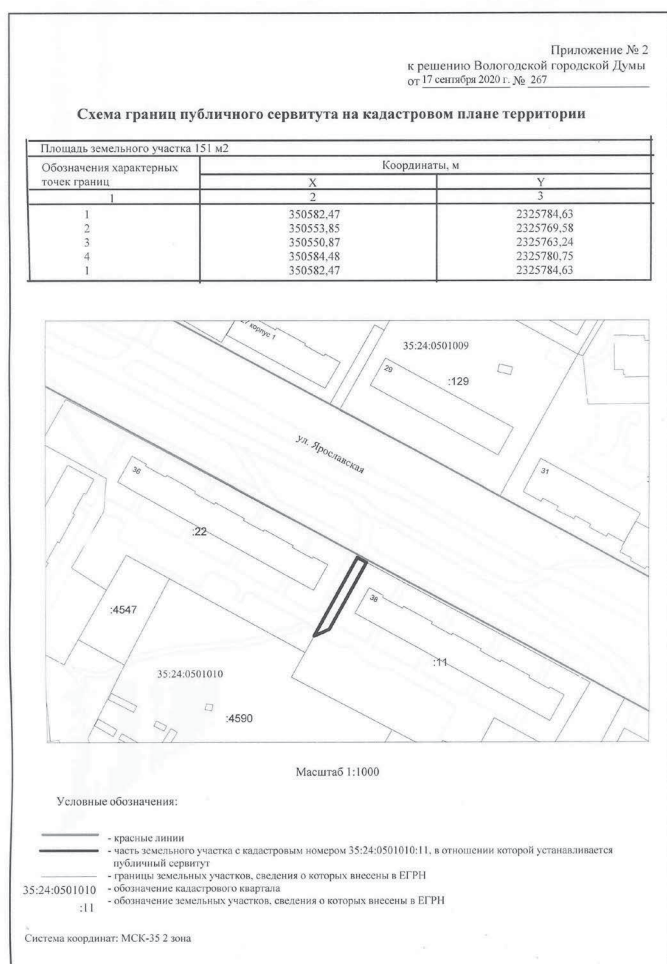 Приложение № 2
к решению Вологодской городской Думы
от 17 сентября 2020 г. № 267
Схема границ публичного сервитута на кадастровом плане территории
Площадь земельного участка 151 м2
Обозначения характерных точек границ
Координаты, м
X Y
1 2 3
1 350582,47 2325784,63
2 350553,85 2325769,58
3 350550,87 2325763,24
4 350584,48 2325780,75
1 350582,47 2325784,63
27 корпус 1
35:24:0501009
29
:129
ул. Ярославская
31
36
:22
38
:4547
:11
35:24:0501010
:4590
Масштаб 1:1000
Условные обозначения:
- красные линии
- часть земельного участка с кадастровым номером 35:24:0501010:11, в отношении которой устанавливается
публичный сервитут
- границы земельных участков, сведения о которых внесены в ЕГРН
35:24:0501010 - обозначение кадастрового квартала
:11 - обозначение земельных участков, сведения о которых внесены в ЕГРН
Система координат: МСК-35 2 зона